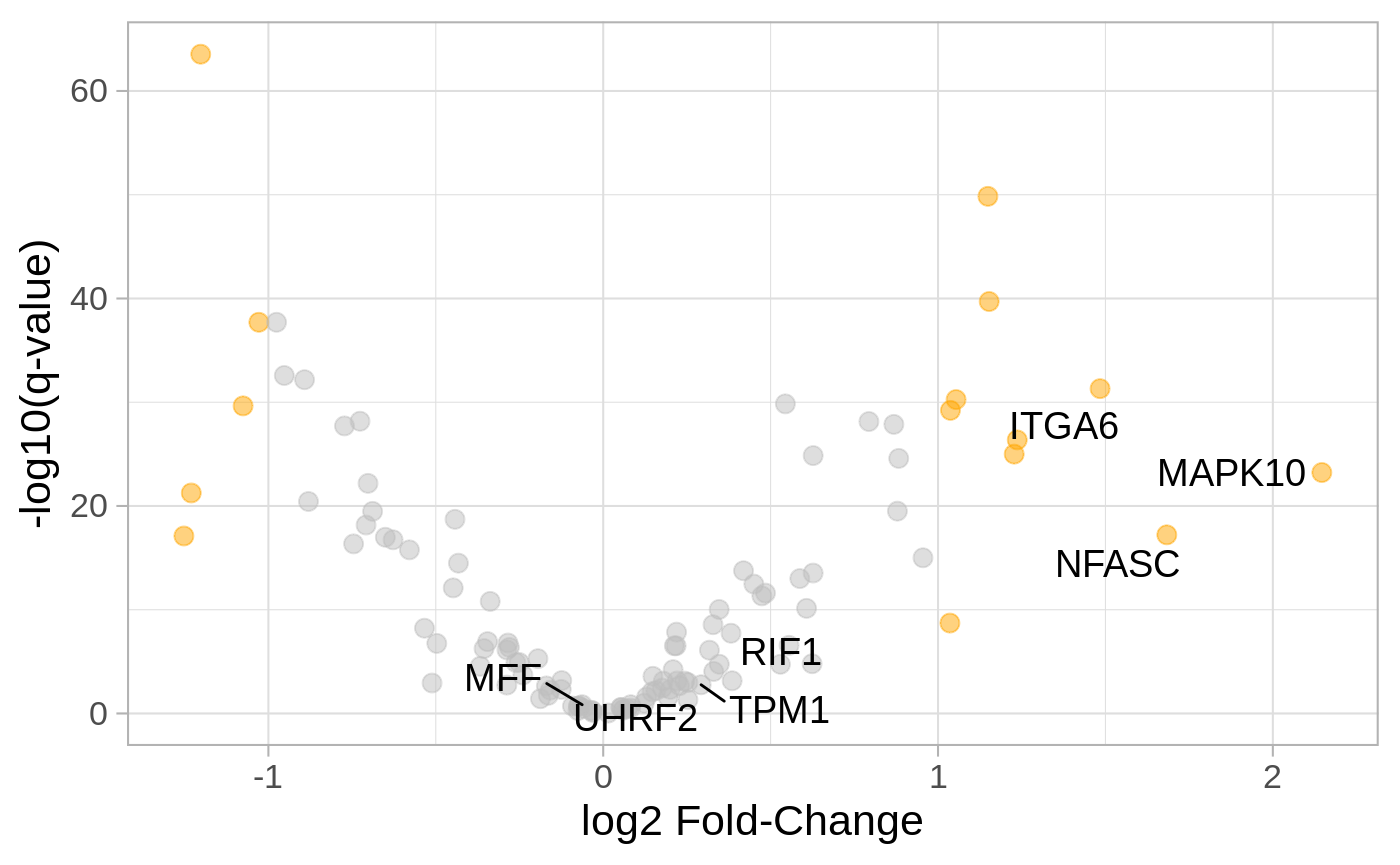 60
40
20
0
-log10(q-value)
ITGA6
MAPK10
NFASC
RIF1
MFF
TPM1
UHRF2
-1
0
1
2
log2 Fold-Change